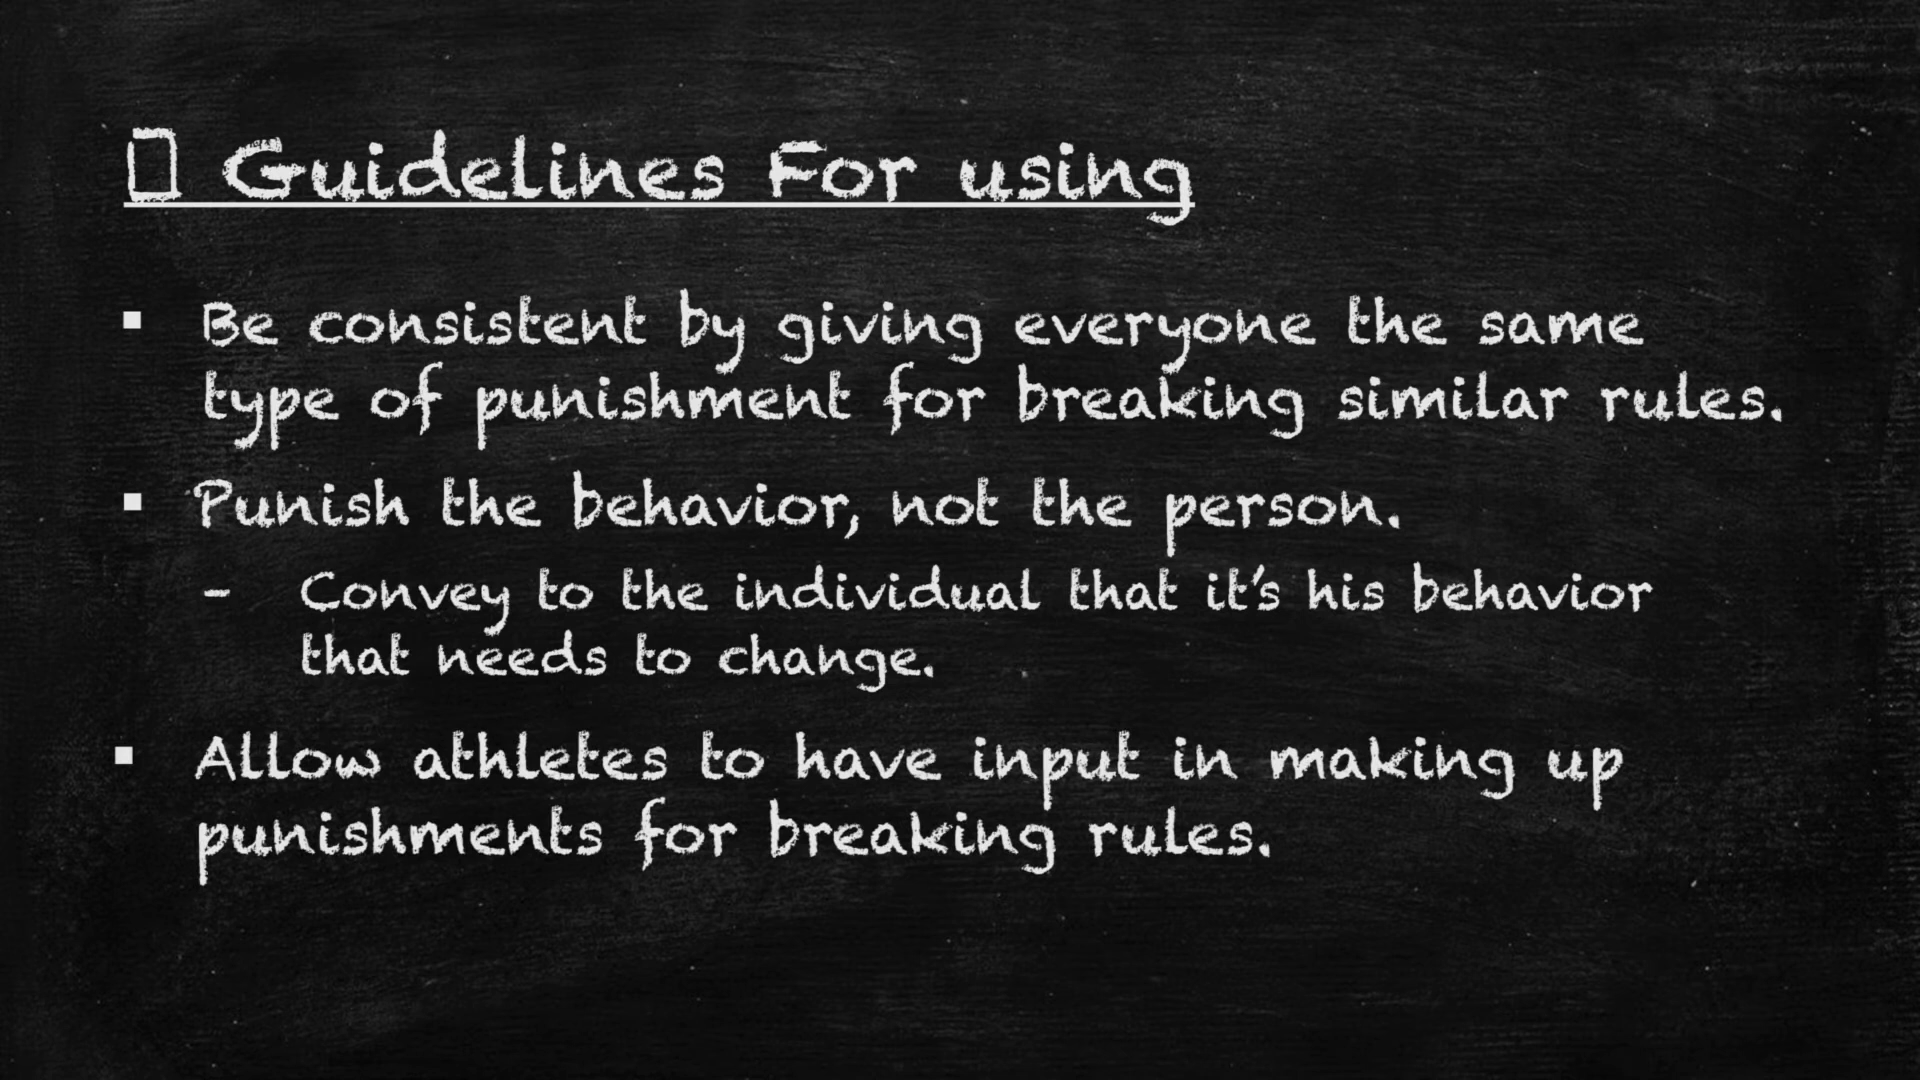 Guidelines For using
▪ Be consistent by giving everyone the same
type of punishment for breaking similar rules.
▪ Punish the behavior, not the person.
– Convey to the individual that it’s his behavior
that needs to change.
▪ Allow athletes to have input in making up
punishments for breaking rules.